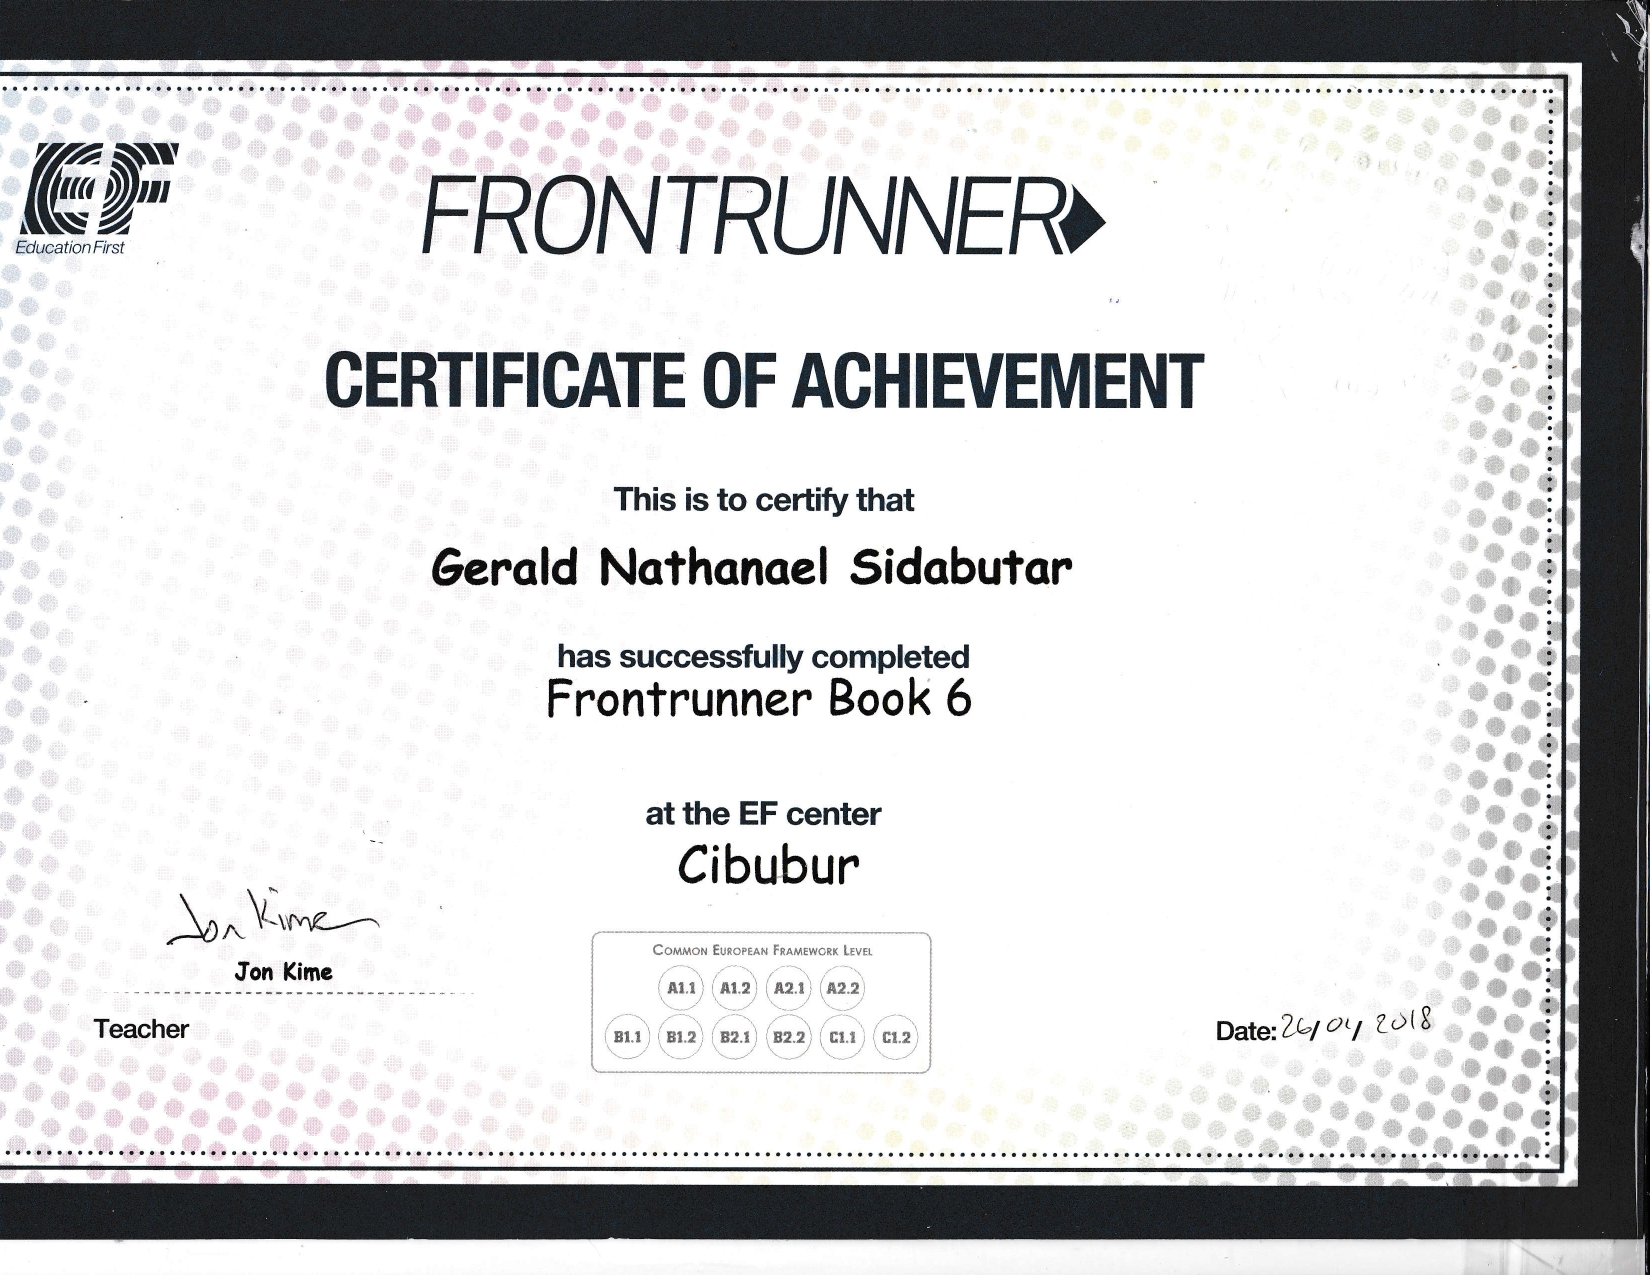 EF
Education First
FRONTRUNNER
CERTIFICATE OF ACHIEVEMENT
This is to certify that
Gerald Nathanael Sidabutar
has successfully completed
Frontrunner Book 6
at the EF center
Cibubur
Jon Kime
Jon Kime
Teacher
COMMON EUROPEAN FRAMEWORK LEVEL
A1.1 A1.2 A2.1 A2.2
B1.1 B1.2 B2.1 B2.2 C1.1 C1.2
Date: 26/04/2018